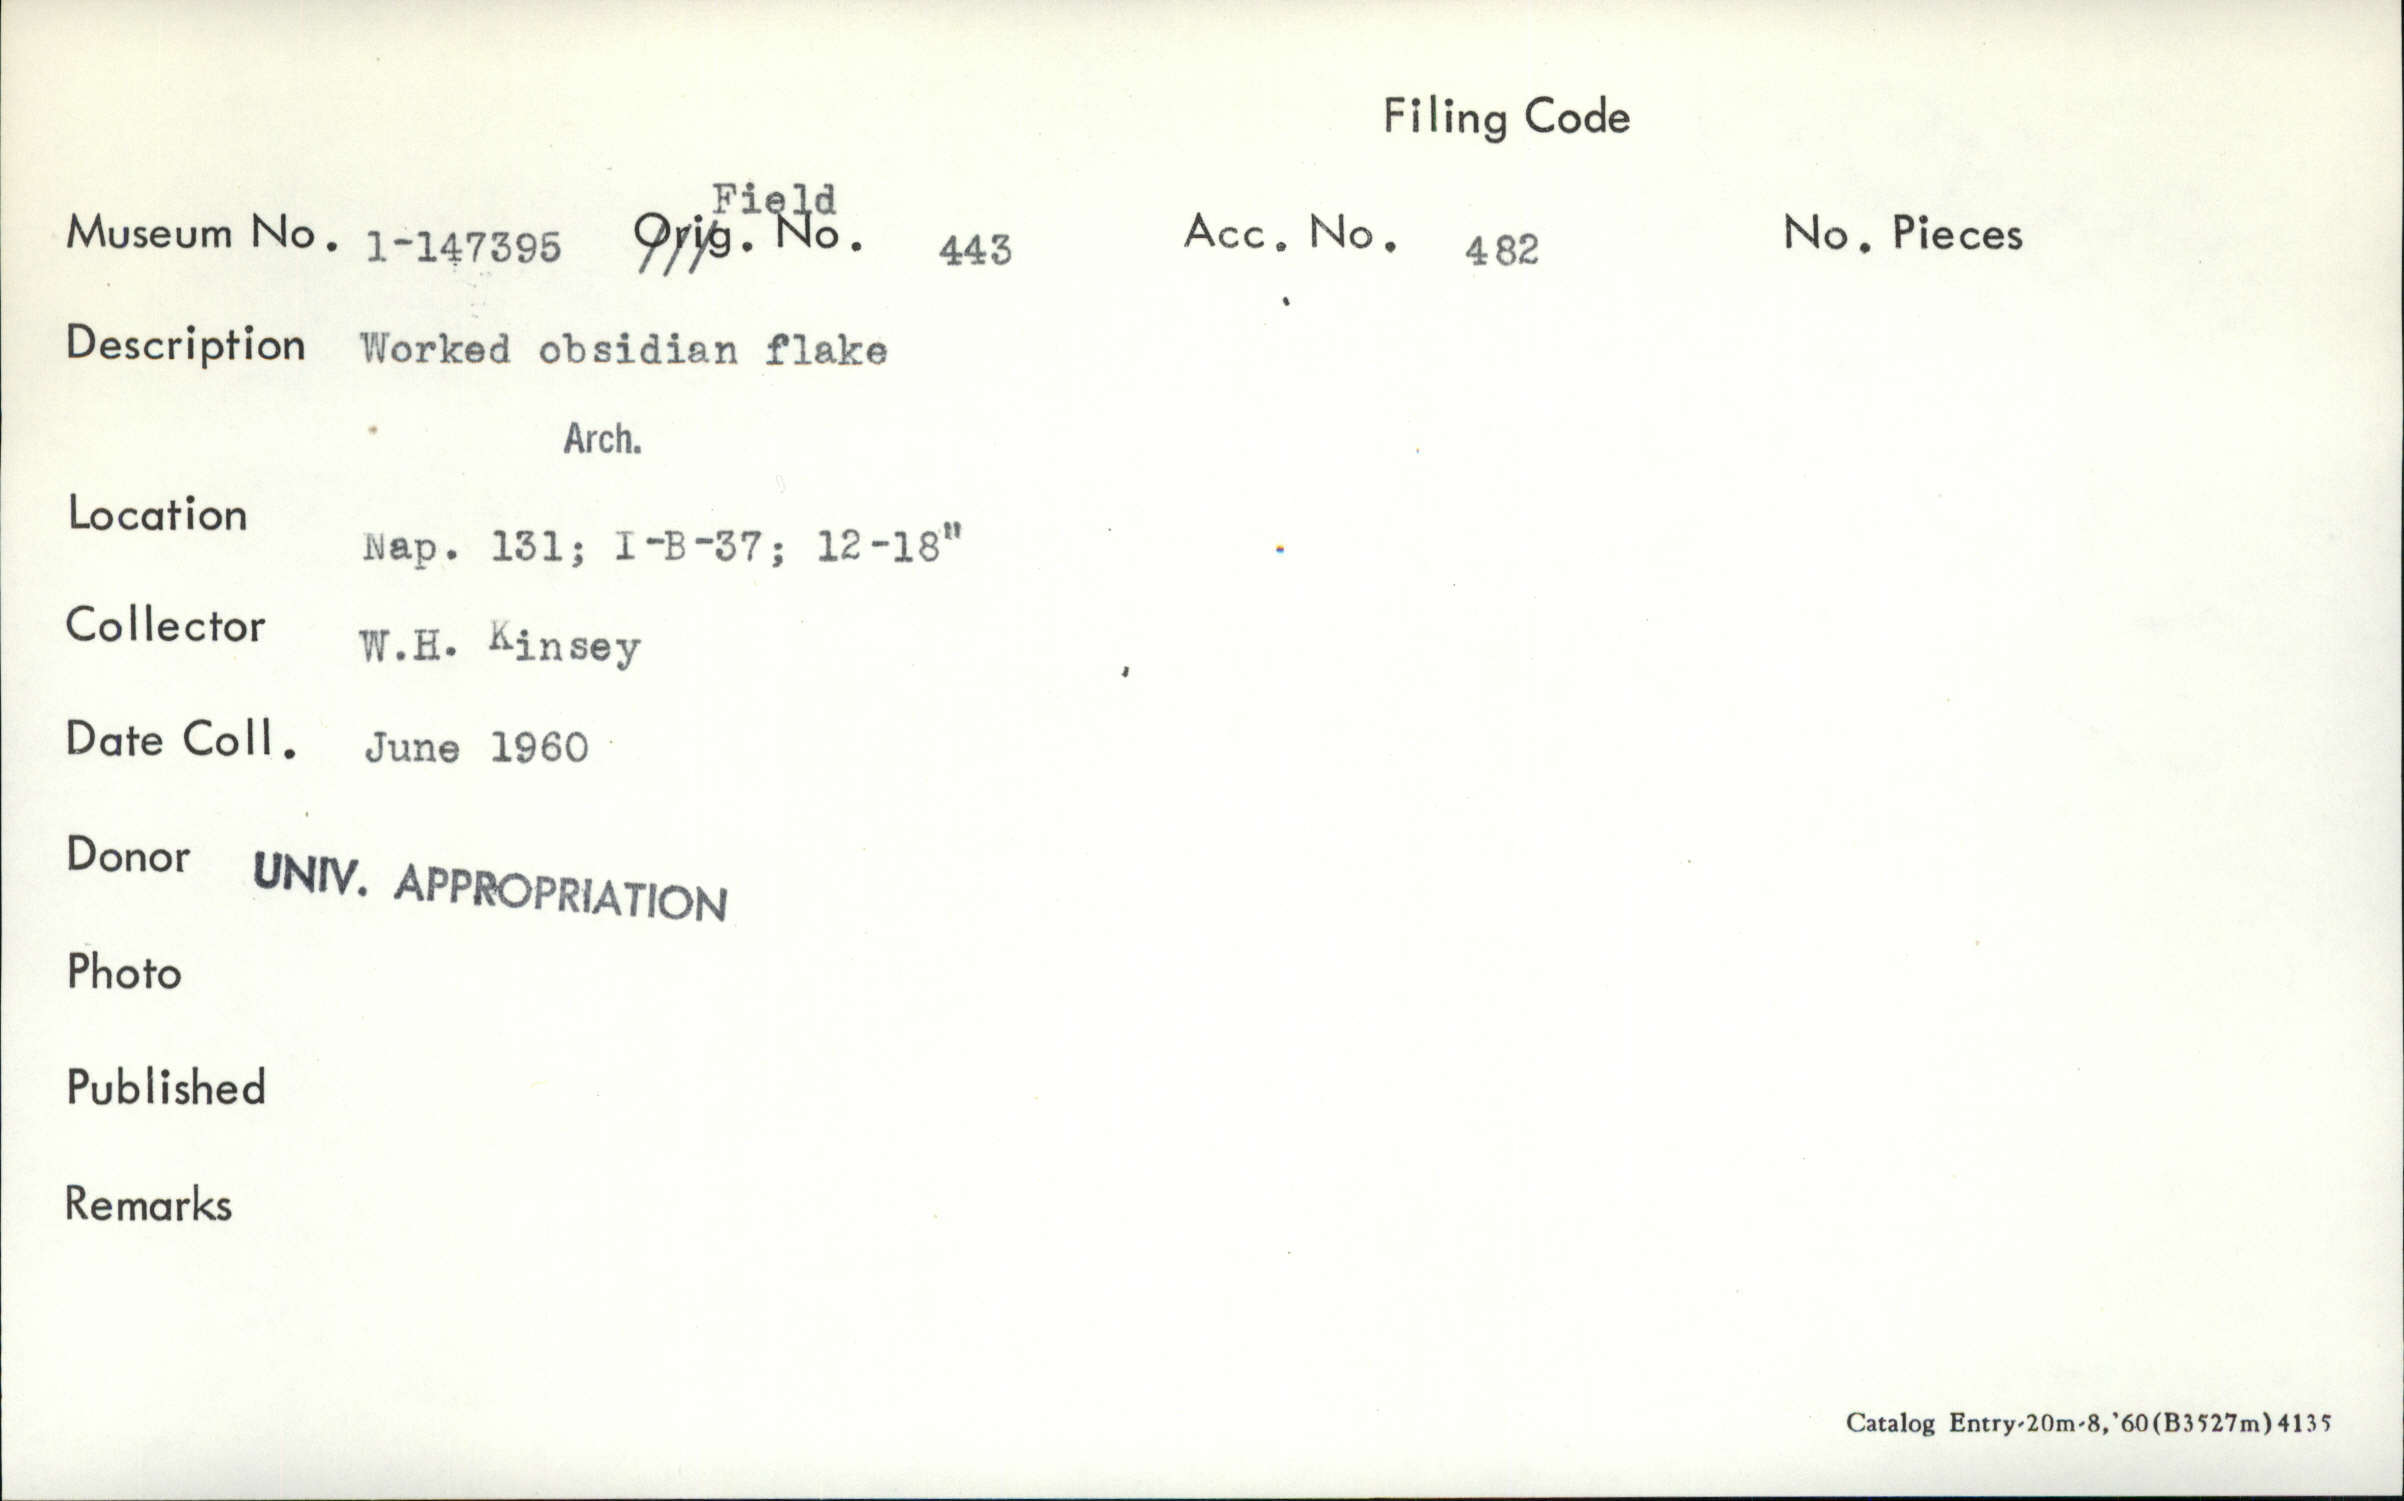 Filing Code
Field
Museum No. 1-147395 Orig. No. 443 Acc. No. 482 No. Pieces
Description Worked obsidian flake
Arch.
Location Nap. 131; I-B-37; 12-18"
Collector W.H. Kinsey
Date Coll. June 1960
Donor UNIV. APPROPRIATION
Photo
Published
Remarks
Catalog Entry-20m-8,'60(B3527m)4135